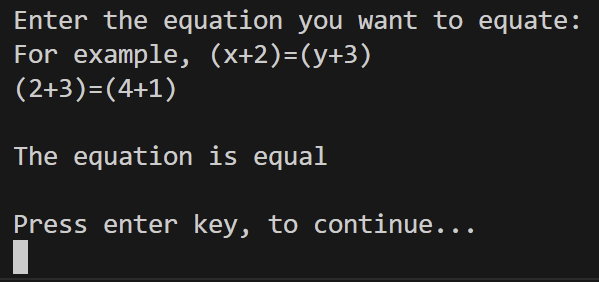 Enter the equation you want to equate:
For example, (x+2)=(y+3)
(2+3)=(4+1)
The equation is equal
Press enter key, to continue...